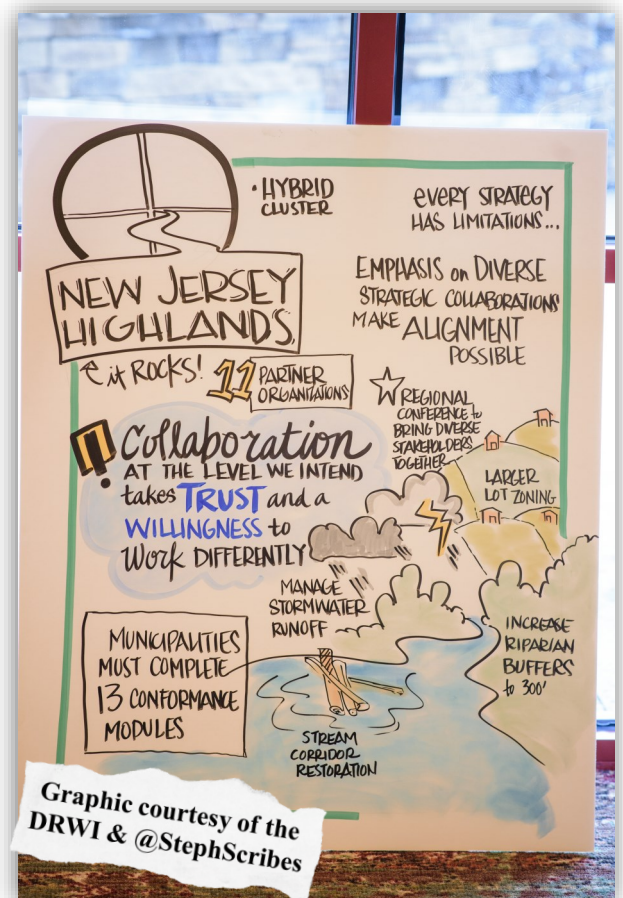 • HYBRID
CLUSTER
EVERY STRATEGY
HAS LIMITATIONS...
NEW JERSEY
HIGHLANDS
it ROCKS!
11 PARTNER
ORGANIZATIONS
EMPHASIS on DIVERSE
STRATEGIC COLLABORATIONS
MAKE ALIGNMENT
POSSIBLE
REGIONAL
CONFERENCE to
BRING DIVERSE
STAKEHOLDERS
TOGETHER
! Collaboration
AT THE LEVEL WE INTEND
takes TRUST and a
WILLINGNESS to
Work DIFFERENTLY
LARGER
LOT ZONING
MANAGE
STORMWATER
RUNOFF
INCREASE
RIPARIAN
BUFFERS
to 300'
MUNICIPALITIES
MUST COMPLETE
13 CONFORMANCE
MODULES
STREAM
CORRIDOR
RESTORATION
Graphic courtesy of the
DRWI & @StephScribes